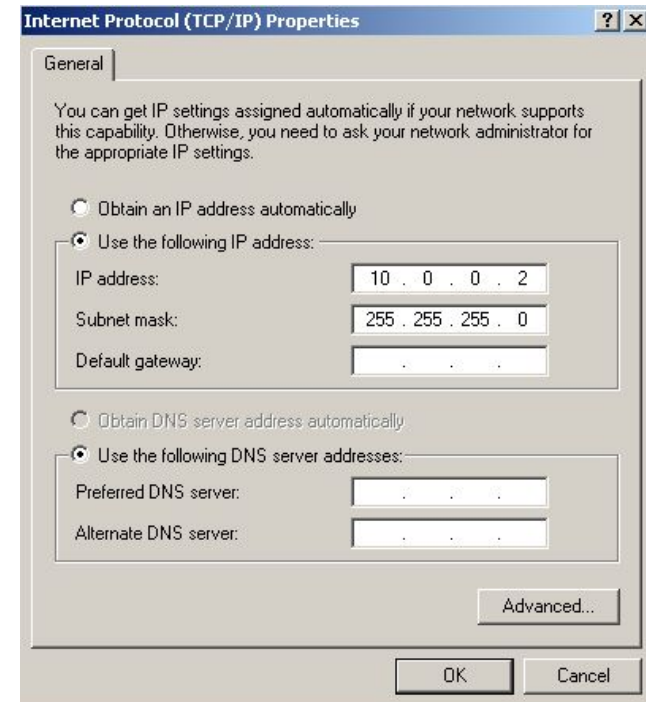 Internet Protocol (TCP/IP) Properties
General
You can get IP settings assigned automatically if your network supports
this capability. Otherwise, you need to ask your network administrator for
the appropriate IP settings.
Obtain an IP address automatically
Use the following IP address:
IP address: 10 . 0 . 0 . 2
Subnet mask: 255 . 255 . 255 . 0
Default gateway: . . .
Obtain DNS server address automatically
Use the following DNS server addresses:
Preferred DNS server: . . .
Alternate DNS server: . . .
Advanced...
OK Cancel